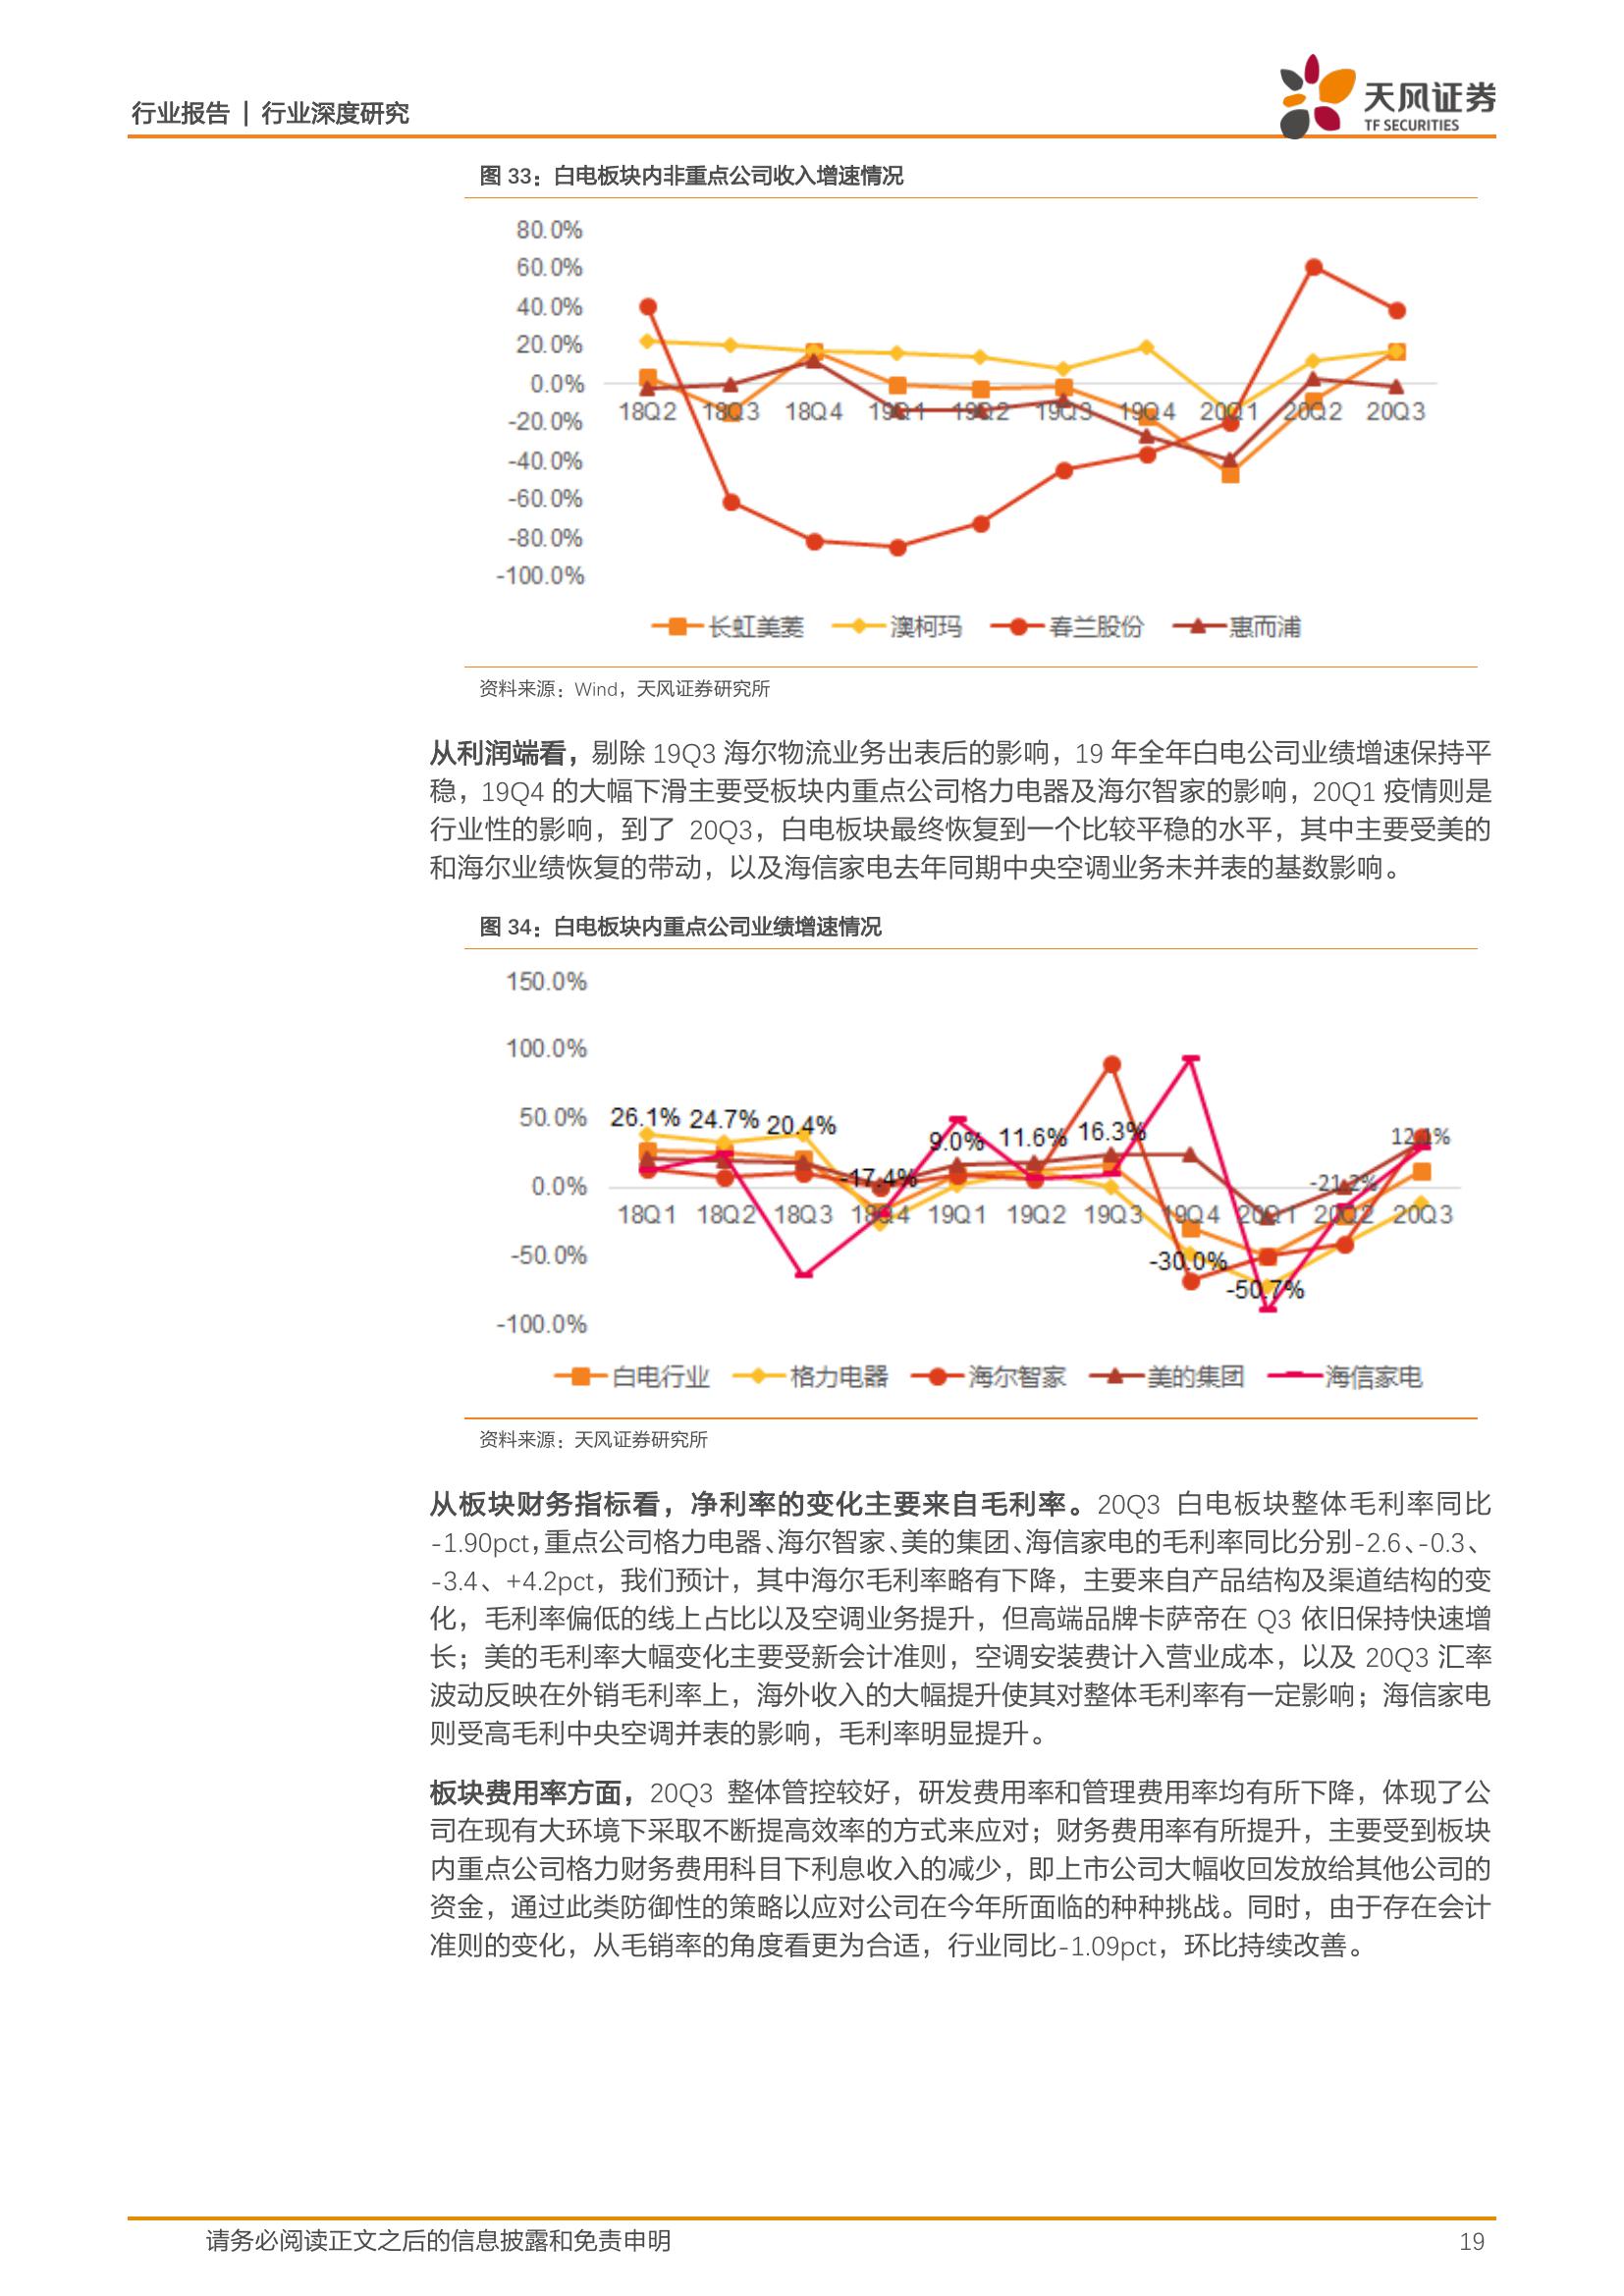 行业报告 | 行业深度研究
天风证券
TF SECURITIES
图 33：白电板块内非重点公司收入增速情况
80.0%
60.0%
40.0%
20.0%
0.0%
-20.0%
-40.0%
-60.0%
-80.0%
-100.0%
18Q2 18Q3 18Q4 19Q1 19Q2 19Q3 19Q4 20Q1 20Q2 20Q3
长虹美菱 澳柯玛 春兰股份 惠而浦
资料来源：Wind，天风证券研究所
从利润端看，剔除 19Q3 海尔物流业务出表后的影响，19 年全年白电公司业绩增速保持平
稳，19Q4 的大幅下滑主要受板块内重点公司格力电器及海尔智家的影响，20Q1 疫情则是
行业性的影响，到了 20Q3，白电板块最终恢复到一个比较平稳的水平，其中主要受美的
和海尔业绩恢复的带动，以及海信家电去年同期中央空调业务未并表的基数影响。
图 34：白电板块内重点公司业绩增速情况
150.0%
100.0%
50.0%
0.0%
-50.0%
-100.0%
26.1% 24.7% 20.4% -17.4% 9.0% 11.6% 16.3% -30.0% -50.7% -21.2% 12.1%
18Q1 18Q2 18Q3 18Q4 19Q1 19Q2 19Q3 19Q4 20Q1 20Q2 20Q3
白电行业 格力电器 海尔智家 美的集团 海信家电
资料来源：天风证券研究所
从板块财务指标看，净利率的变化主要来自毛利率。20Q3 白电板块整体毛利率同比
-1.90pct，重点公司格力电器、海尔智家、美的集团、海信家电的毛利率同比分别-2.6、-0.3、
-3.4、+4.2pct，我们预计，其中海尔毛利率略有下降，主要来自产品结构及渠道结构的变
化，毛利率偏低的线上占比以及空调业务提升，但高端品牌卡萨帝在 Q3 依旧保持快速增
长；美的毛利率大幅变化主要受新会计准则，空调安装费计入营业成本，以及 20Q3 汇率
波动反映在外销毛利率上，海外收入的大幅提升使其对整体毛利率有一定影响；海信家电
则受高毛利中央空调并表的影响，毛利率明显提升。
板块费用率方面，20Q3 整体管控较好，研发费用率和管理费用率均有所下降，体现了公
司在现有大环境下采取不断提高效率的方式来应对；财务费用率有所提升，主要受到板块
内重点公司格力财务费用科目下利息收入的减少，即上市公司大幅收回发放给其他公司的
资金，通过此类防御性的策略以应对公司在今年所面临的种种挑战。同时，由于存在会计
准则的变化，从毛销率的角度看更为合适，行业同比-1.09pct，环比持续改善。
请务必阅读正文之后的信息披露和免责申明
19